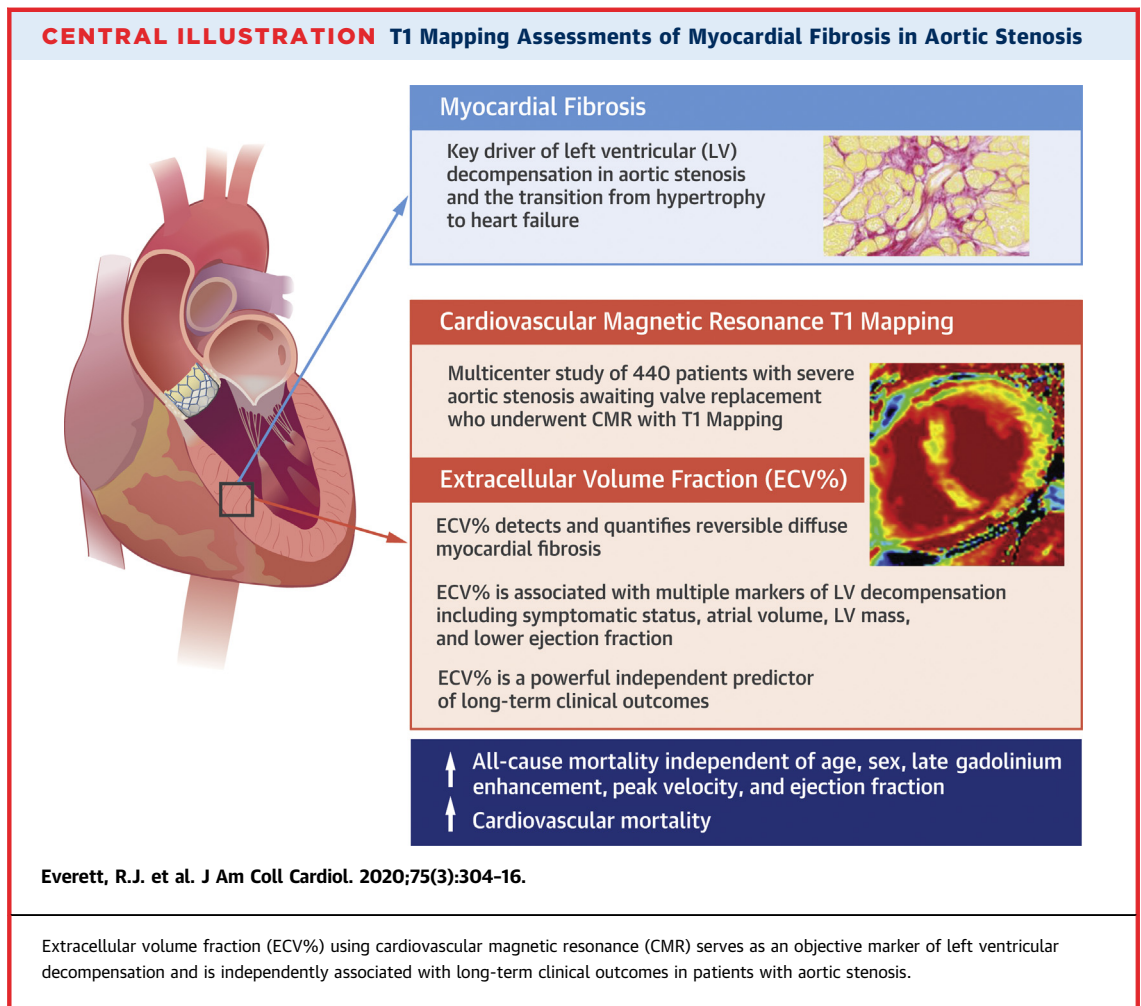 CENTRAL ILLUSTRATION T1 Mapping Assessments of Myocardial Fibrosis in Aortic Stenosis
Myocardial Fibrosis
Key driver of left ventricular (LV)
decompensation in aortic stenosis
and the transition from hypertrophy
to heart failure
Cardiovascular Magnetic Resonance T1 Mapping
Multicenter study of 440 patients with severe
aortic stenosis awaiting valve replacement
who underwent CMR with T1 Mapping
Extracellular Volume Fraction (ECV%)
ECV% detects and quantifies reversible diffuse
myocardial fibrosis
ECV% is associated with multiple markers of LV decompensation
including symptomatic status, atrial volume, LV mass,
and lower ejection fraction
ECV% is a powerful independent predictor
of long-term clinical outcomes
All-cause mortality independent of age, sex, late gadolinium
enhancement, peak velocity, and ejection fraction
Cardiovascular mortality
Everett, R.J. et al. J Am Coll Cardiol. 2020;75(3):304–16.
Extracellular volume fraction (ECV%) using cardiovascular magnetic resonance (CMR) serves as an objective marker of left ventricular
decompensation and is independently associated with long-term clinical outcomes in patients with aortic stenosis.